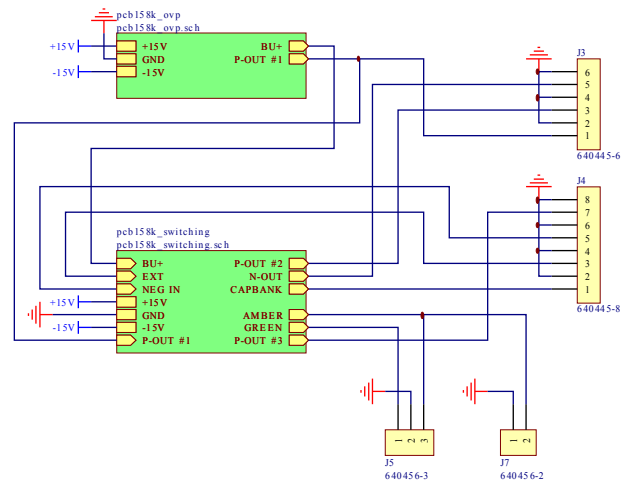 pcb158k_ovp
pcb158k_ovp.sch
+15V
+15V
BU+
GND
P-OUT #1
-15V
-15V
J3
6
5
4
3
2
1
640445-6
J4
8
7
6
5
4
3
2
1
640445-8
pcb158k_switching
pcb158k_switching.sch
BU+
P-OUT #2
EXT
N-OUT
NEG IN
CAPBANK
+15V
+15V
GND
AMBER
-15V
-15V
GREEN
P-OUT #1
P-OUT #3
1 2 3
J5
640456-3
1 2
J7
640456-2